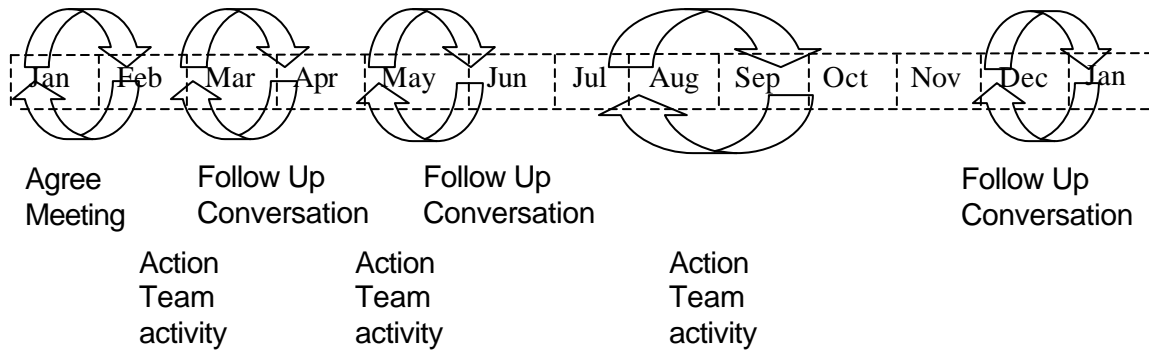 Jan Feb Mar Apr May Jun Jul Aug Sep Oct Nov Dec Jan
Agree
Meeting
Follow Up
Conversation
Follow Up
Conversation
Follow Up
Conversation
Action
Team
activity
Action
Team
activity
Action
Team
activity